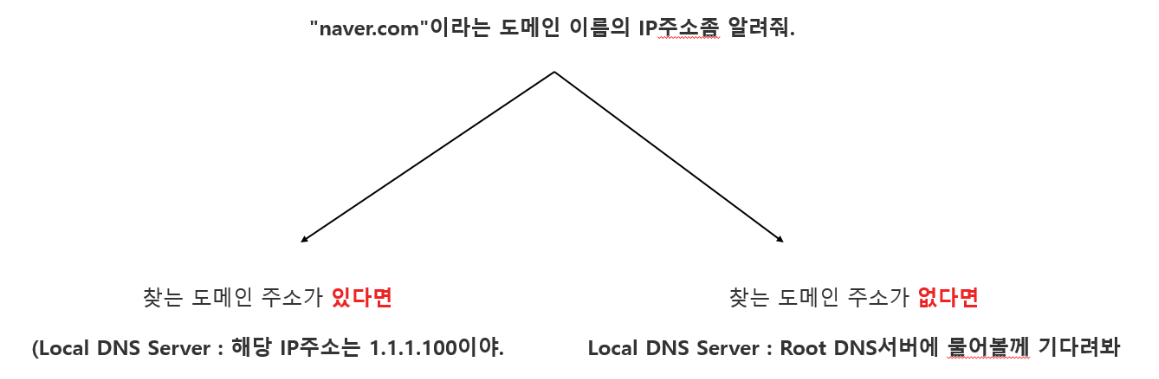 "naver.com"이라는 도메인 이름의 IP주소좀 알려줘.
찾는 도메인 주소가 있다면
(Local DNS Server : 해당 IP주소는 1.1.1.100이야.
찾는 도메인 주소가 없다면
Local DNS Server : Root DNS서버에 물어볼께 기다려봐